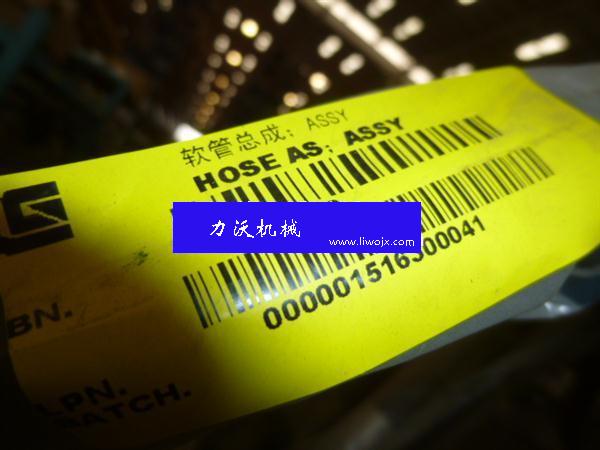 软管总成: ASSY
HOSE AS; ASSY
力沃机械
www.liwojx.com
000001516300041
BN.
LPN.
BATCH.